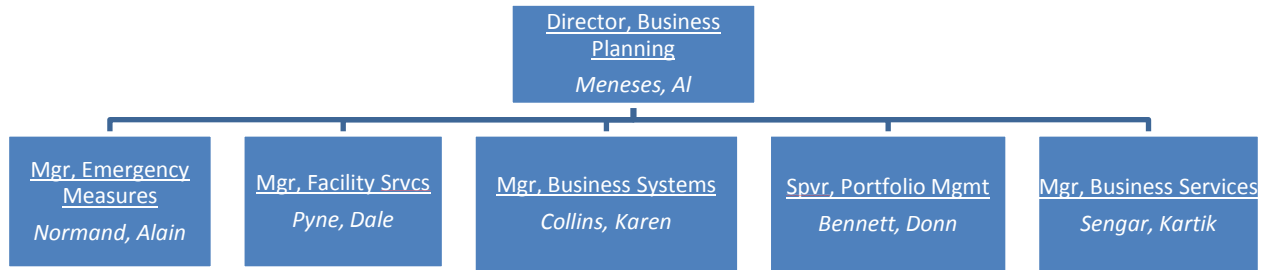 Director, Business
Planning
Meneses, Al
Mgr, Emergency
Measures
Normand, Alain
Mgr, Facility Srvcs
Pyne, Dale
Mgr, Business Systems
Collins, Karen
Spvr, Portfolio Mgmt
Bennett, Donn
Mgr, Business Services
Sengar, Kartik